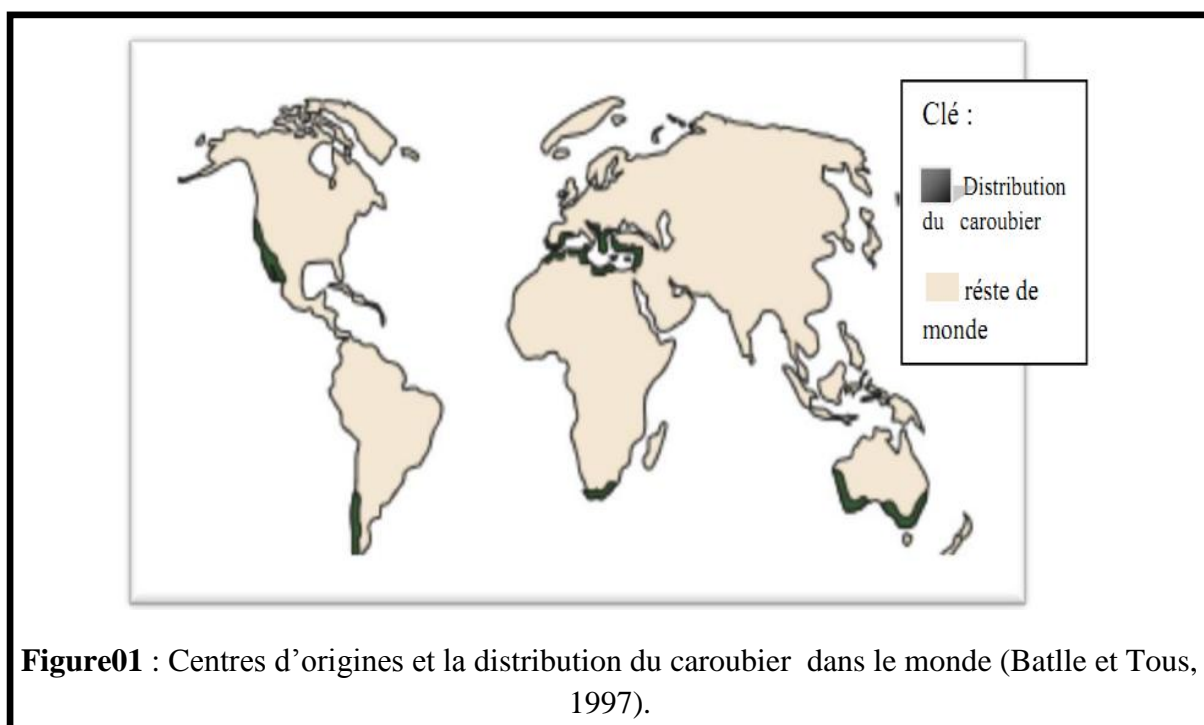 Clé :
Distribution
du caroubier
réste de
monde
Figure01 : Centres d’origines et la distribution du caroubier dans le monde (Batlle et Tous,
1997).